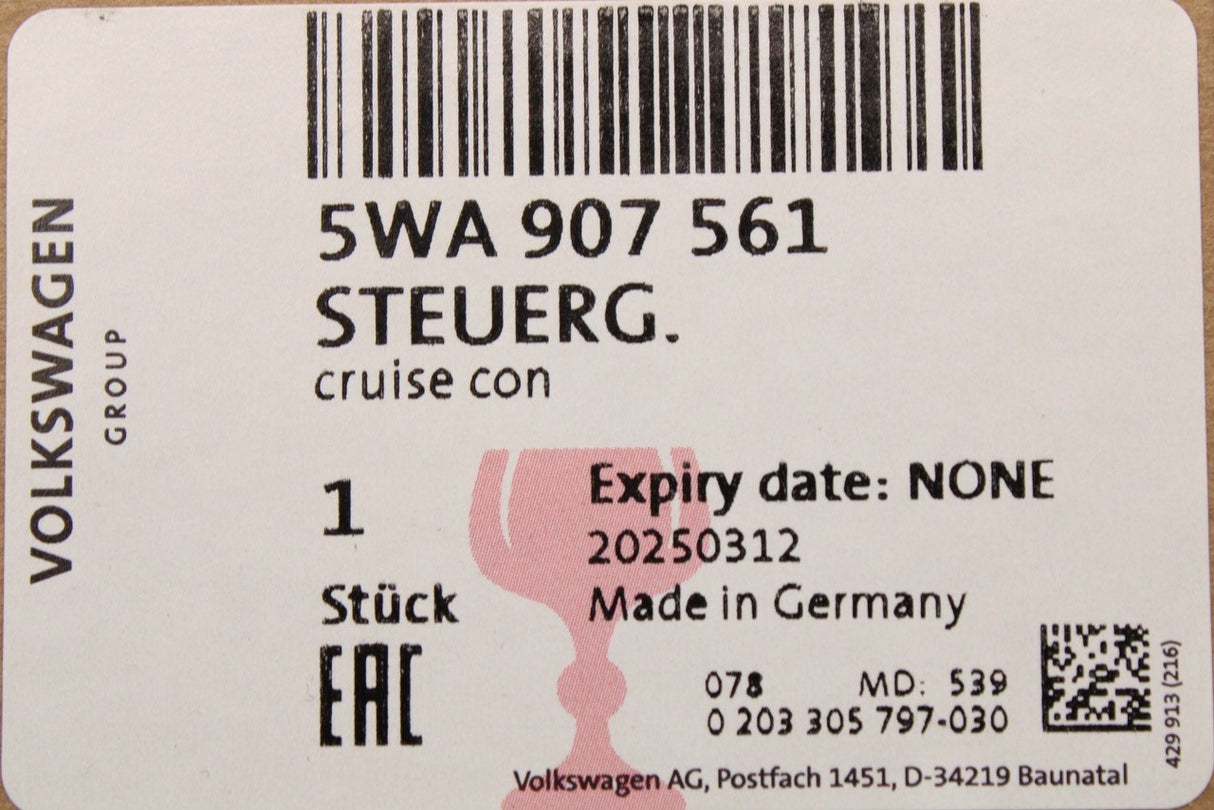 VOLKSWAGEN
GROUP
5WA 907 561
STEUERG.
cruise con
1
Stück
EAC
Expiry date: NONE
20250312
Made in Germany
078 MD: 539
0 203 305 797-030
429 913 (216)
Volkswagen AG, Postfach 1451, D-34219 Baunatal